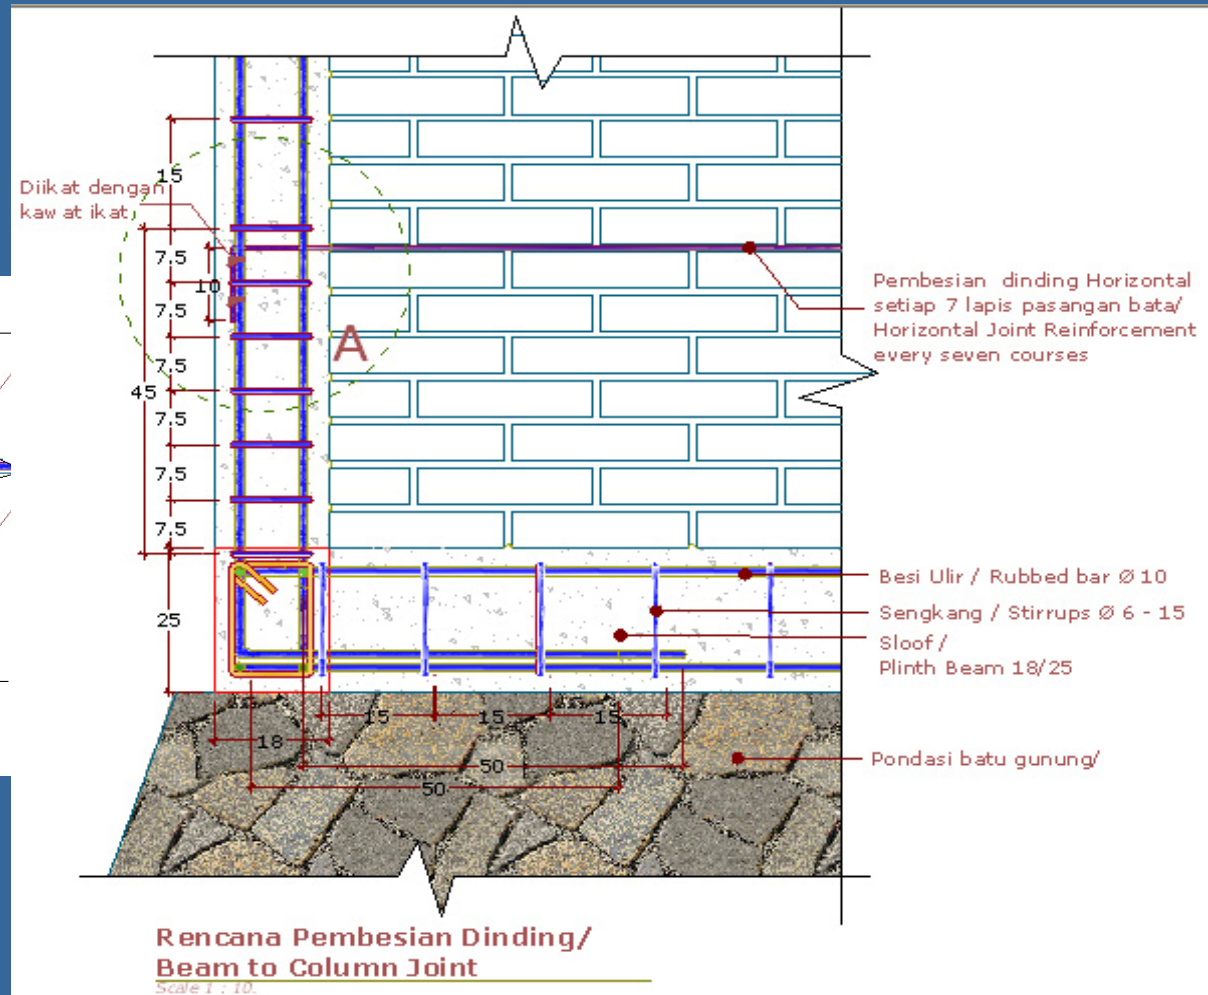 15
Diikat dengan
kawat ikat
7,5
10
7,5
A
7,5
45
7,5
7,5
7,5
25
Pembesian dinding Horizontal
setiap 7 lapis pasangan bata/
Horizontal Joint Reinforcement
every seven courses
Besi Ulir / Rubbed bar Ø 10
Sengkang / Stirrups Ø 6 - 15
Sloof /
Plinth Beam 18/25
15 15 15
18
50
50
Pondasi batu gunung/
Rencana Pembesian Dinding/
Beam to Column Joint
Scale 1 : 10.